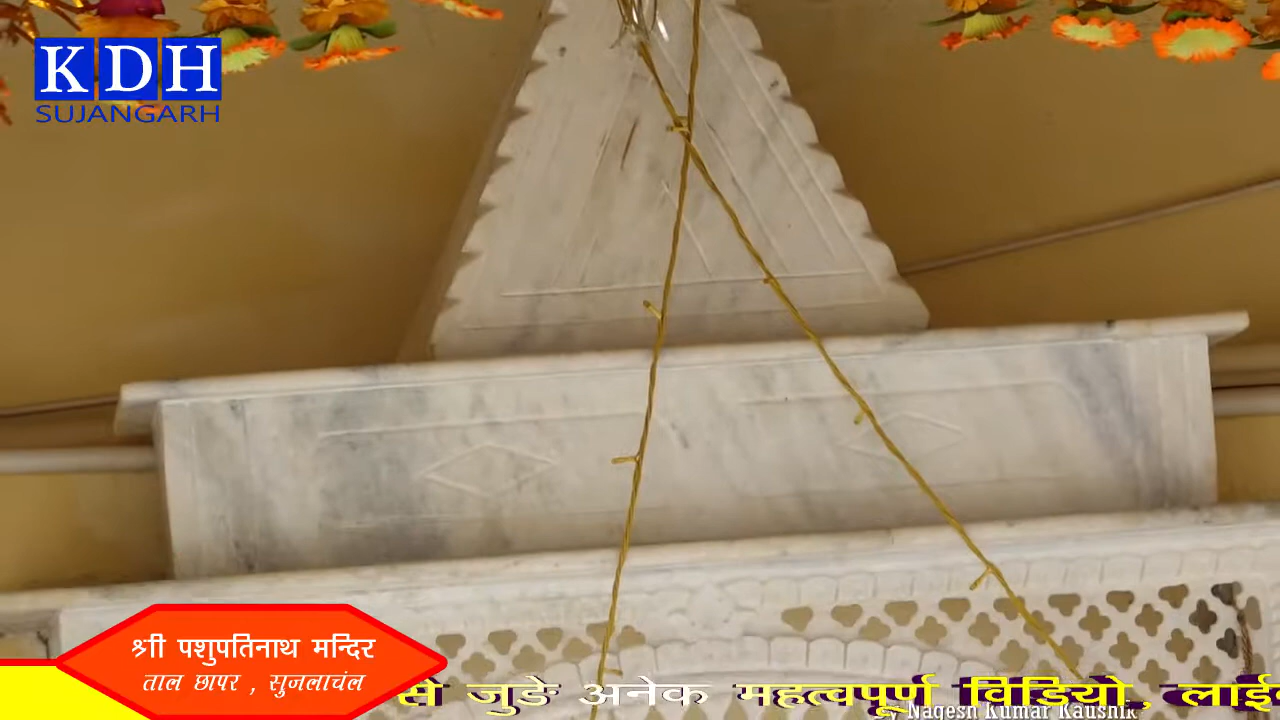 KDH
SUJANGARH
श्री पशुपतिनाथ मन्दिर
ताल छापर , सुजलाचंल
से जुडे अनेक महत्वपूर्ण विडियो, लाई
Nagesh Kumar Kaushik